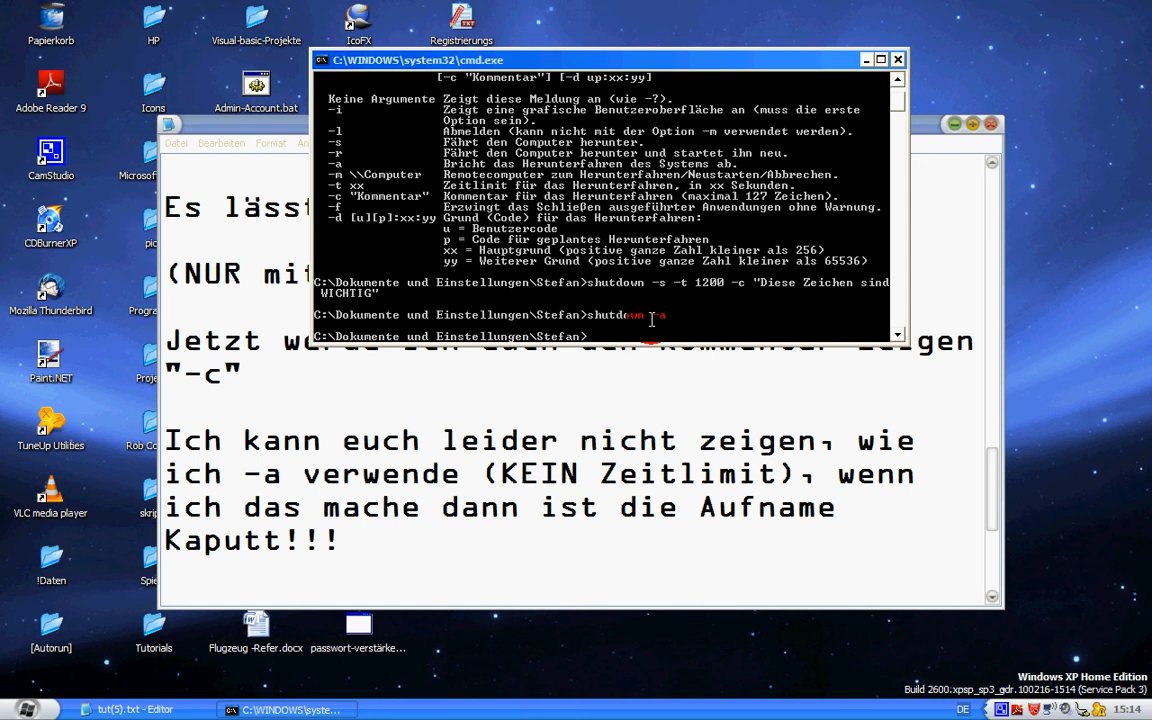 Papierkorb
HP
Visual-basic-Projekte
IcoFX
Registrierungs
C:\WINDOWS\system32\cmd.exe
[-c "Kommentar"] [-d up:xx:yy]
Keine Argumente Zeigt diese Meldung an (wie -?).
-i Zeigt eine grafische Benutzeroberfläche an (muss die erste
Option sein).
-l Abmelden (kann nicht mit der Option -m verwendet werden).
-s Fährt den Computer herunter.
-r Fährt den Computer herunter und startet ihn neu.
-a Bricht das Herunterfahren des Systems ab.
-m \\Computer Remotecomputer zum Herunterfahren/Neustarten/Abbrechen.
-t xx Zeitlimit für das Herunterfahren, in xx Sekunden.
-c "Kommentar" Kommentar für das Herunterfahren (maximal 127 Zeichen).
-f Erzwingt das Schließen ausgeführter Anwendungen ohne Warnung.
-d [u][p]:xx:yy Grund (Code) für das Herunterfahren:
u = Benutzercode
p = Code für geplantes Herunterfahren
xx = Hauptgrund (positive ganze Zahl kleiner als 256)
yy = Weiterer Grund (positive ganze Zahl kleiner als 65536)
C:\Dokumente und Einstellungen\Stefan>shutdown -s -t 1200 -c "Diese Zeichen sind
WICHTIG"
C:\Dokumente und Einstellungen\Stefan>shutdown -a
C:\Dokumente und Einstellungen\Stefan>
Adobe Reader 9
Icons
Admin-Account.bat
Datei Bearbeiten Format An
CamStudio
Microsof
Es lässt
CDBurnerXP
pic
(NUR mit
Mozilla Thunderbird
Progra
Jetzt
zeigen
"-c"
Paint.NET
Proje
Ich kann euch leider nicht zeigen, wie
ich -a verwende (KEIN Zeitlimit), wenn
ich das mache dann ist die Aufname
Kaputt!!!
TuneUp Utilities
Rob Co
VLC media player
skrip
!Daten
Spie
[Autorun]
Tutorials
Flugzeug -Refer.docx
passwort-verstärke...
Windows XP Home Edition
Build 2600.xpsp_sp3_gdr.100216-1514 (Service Pack 3)
tut(5).txt - Editor
C:\WINDOWS\syste...
DE
15:14